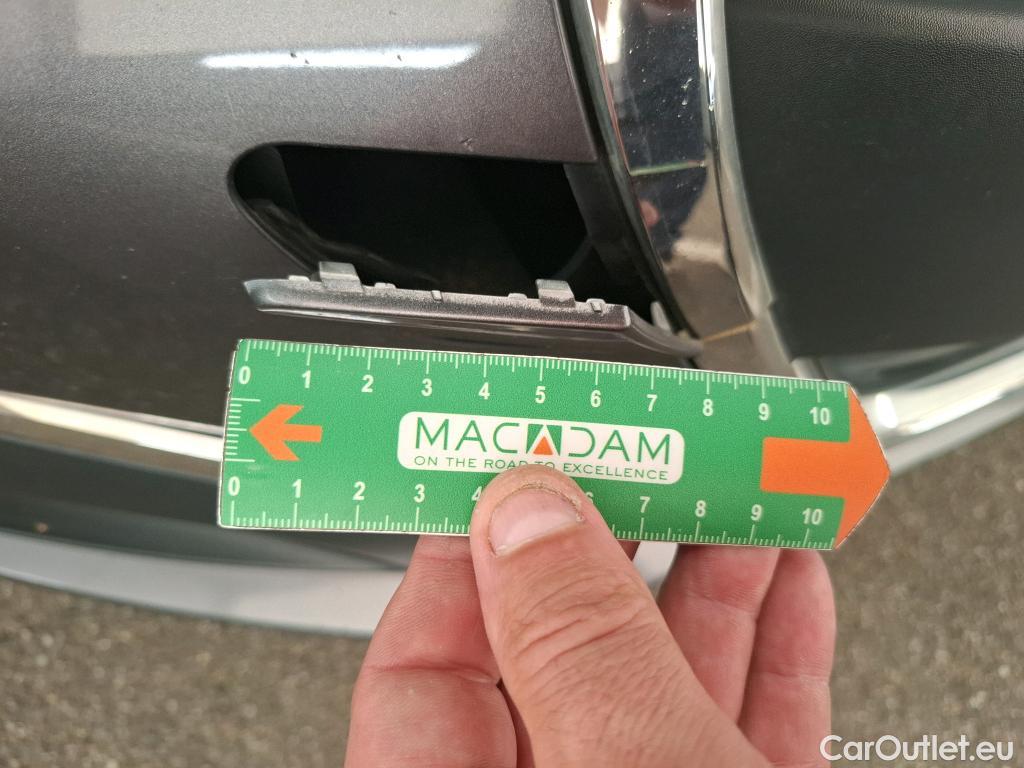 0 1 2 3 4 5 6 7 8 9 10
MACADAM
ON THE ROAD TO EXCELLENCE
0 1 2 3 4 6 7 8 9 10
CarOutlet.eu